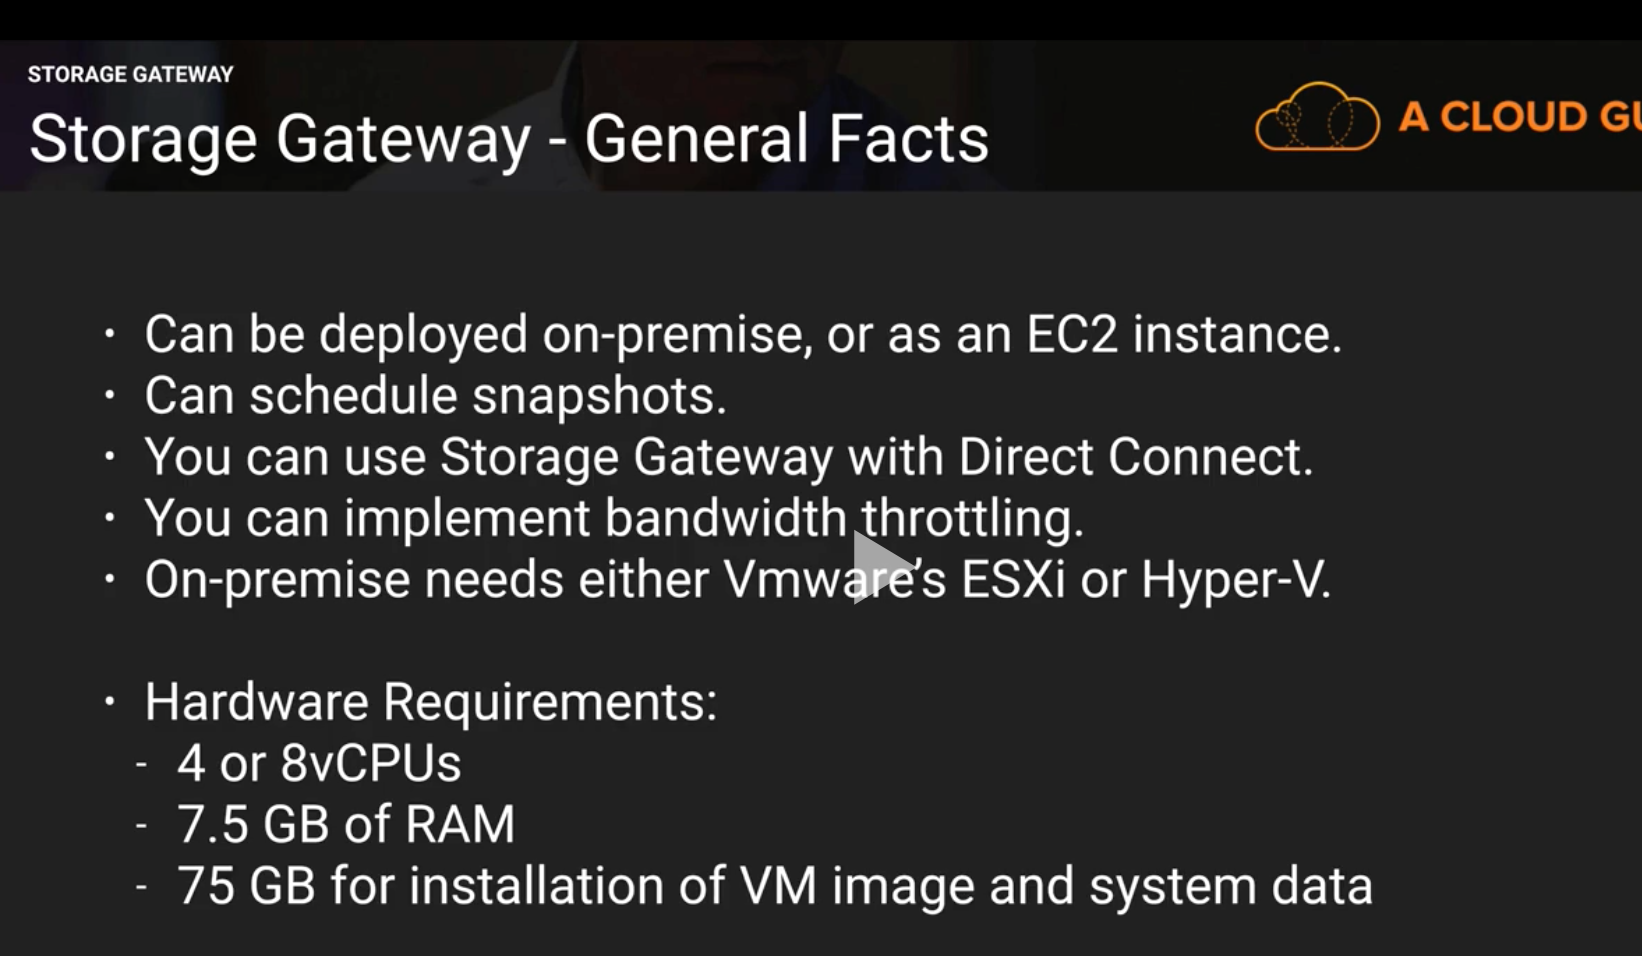 STORAGE GATEWAY
Storage Gateway - General Facts
A CLOUD GU
• Can be deployed on-premise, or as an EC2 instance.
• Can schedule snapshots.
• You can use Storage Gateway with Direct Connect.
• You can implement bandwidth throttling.
• On-premise needs either Vmware's ESXi or Hyper-V.
• Hardware Requirements:
- 4 or 8vCPUs
- 7.5 GB of RAM
- 75 GB for installation of VM image and system data